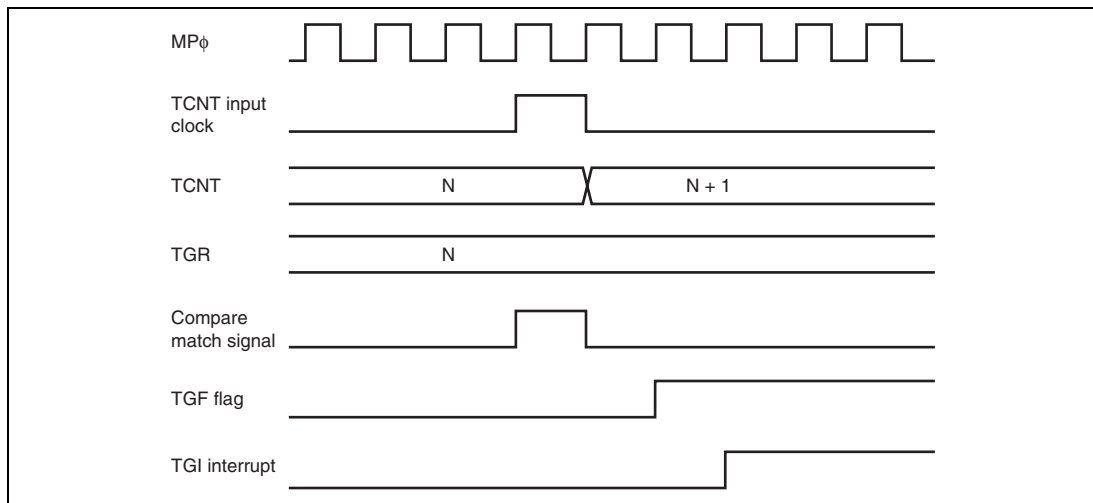 MPϕ
TCNT input
clock
TCNT
N
N + 1
TGR
N
Compare
match signal
TGF flag
TGI interrupt